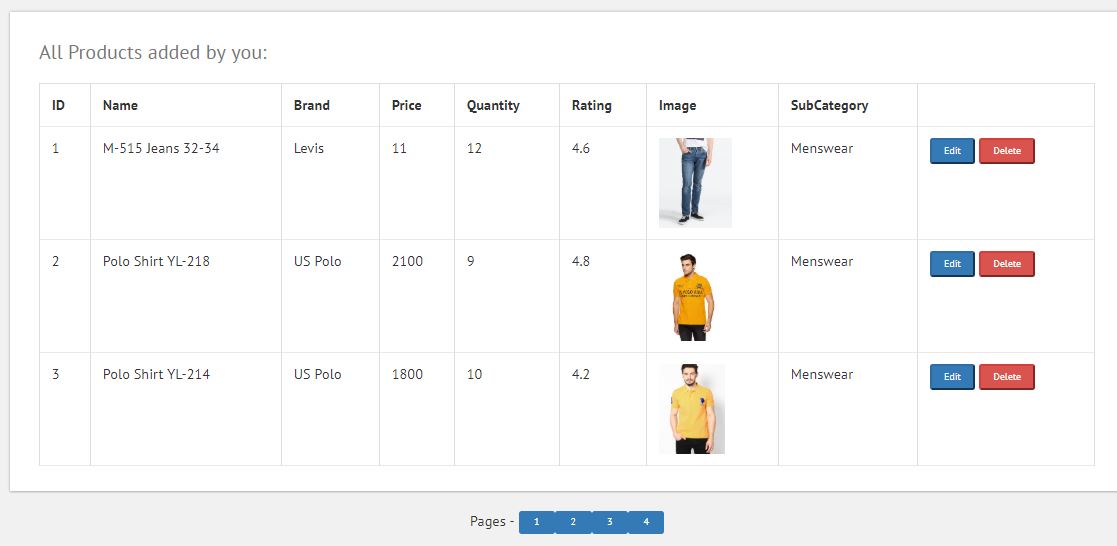 All Products added by you:
ID Name Brand Price Quantity Rating Image SubCategory
1 M-515 Jeans 32-34 Levis 11 12 4.6 Menswear Edit Delete
2 Polo Shirt YL-218 US Polo 2100 9 4.8 Menswear Edit Delete
3 Polo Shirt YL-214 US Polo 1800 10 4.2 Menswear Edit Delete
Pages - 1 2 3 4